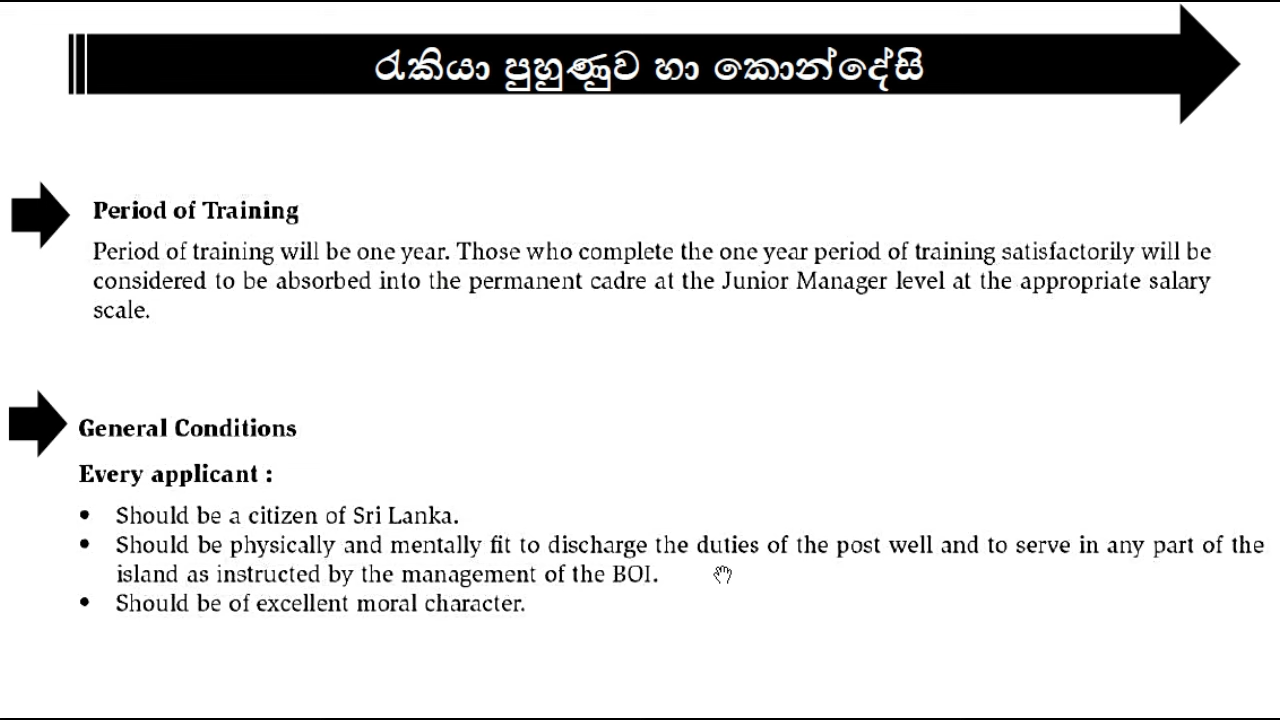 රැකියා පුහුණුව හා කොන්දේසි
Period of Training
Period of training will be one year. Those who complete the one year period of training satisfactorily will be
considered to be absorbed into the permanent cadre at the Junior Manager level at the appropriate salary
scale.
General Conditions
Every applicant :
• Should be a citizen of Sri Lanka.
• Should be physically and mentally fit to discharge the duties of the post well and to serve in any part of the
island as instructed by the management of the BOI.
• Should be of excellent moral character.